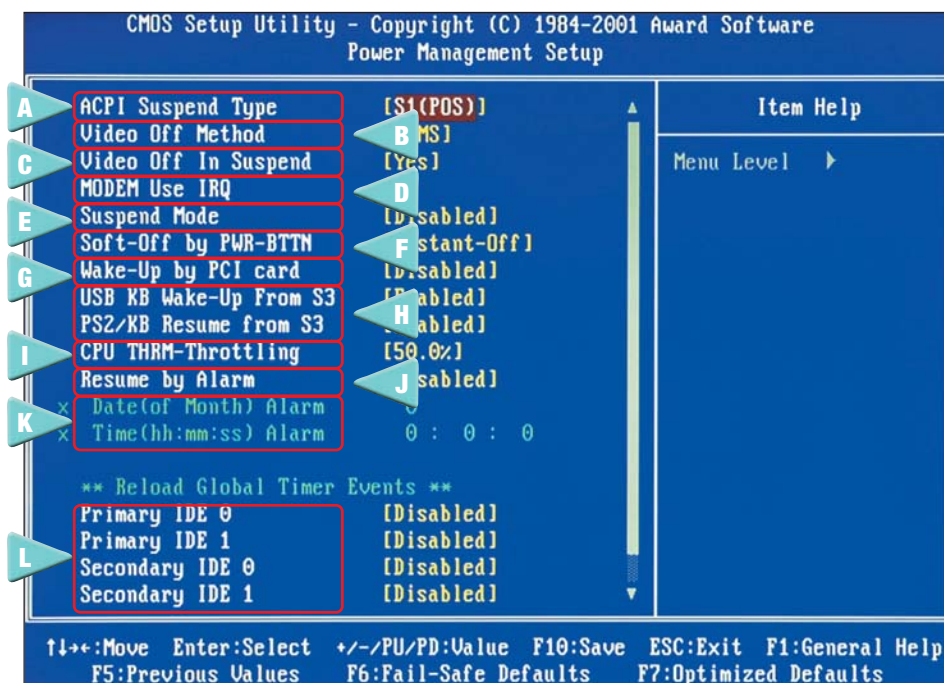 CMOS Setup Utility - Copyright (C) 1984-2001 Award Software
Power Management Setup
A ACPI Suspend Type [S1(POS)] Item Help
Video Off Method B MS]
C Video Off In Suspend [Yes] Menu Level
MODEM Use IRQ D
E Suspend Mode [Disabled]
Soft-Off by PWR-BTTN F stant-Off]
G Wake-Up by PCI card [Disabled]
USB KB Wake-Up From S3 [Enabled]
H
PS2/KB Resume from S3 abled]
I CPU THRM-Throttling [50.0%]
Resume by Alarm J sabled]
x Date(of Month) Alarm 0
K
x Time(hh:mm:ss) Alarm 0 : 0 : 0
** Reload Global Timer Events **
Primary IDE 0 [Disabled]
Primary IDE 1 [Disabled]
L
Secondary IDE 0 [Disabled]
Secondary IDE 1 [Disabled]
↑↓→←:Move Enter:Select +/-/PU/PD:Value F10:Save ESC:Exit F1:General Help
F5:Previous Values F6:Fail-Safe Defaults F7:Optimized Defaults